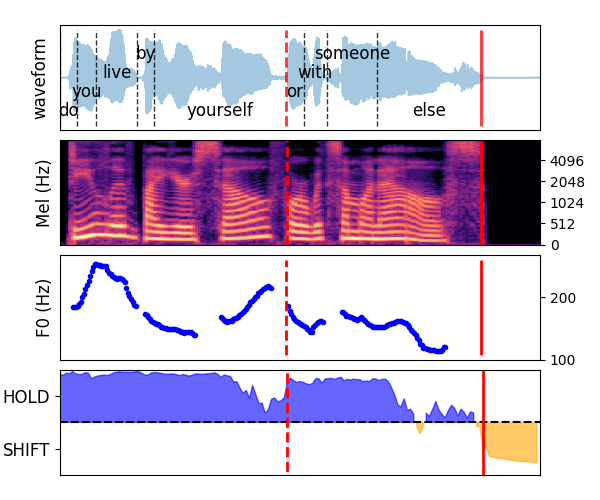 waveform
by
someone
live
with
you
or
do
yourself
else
Mel (Hz)
4096
2048
1024
512
0
F0 (Hz)
200
100
HOLD
SHIFT